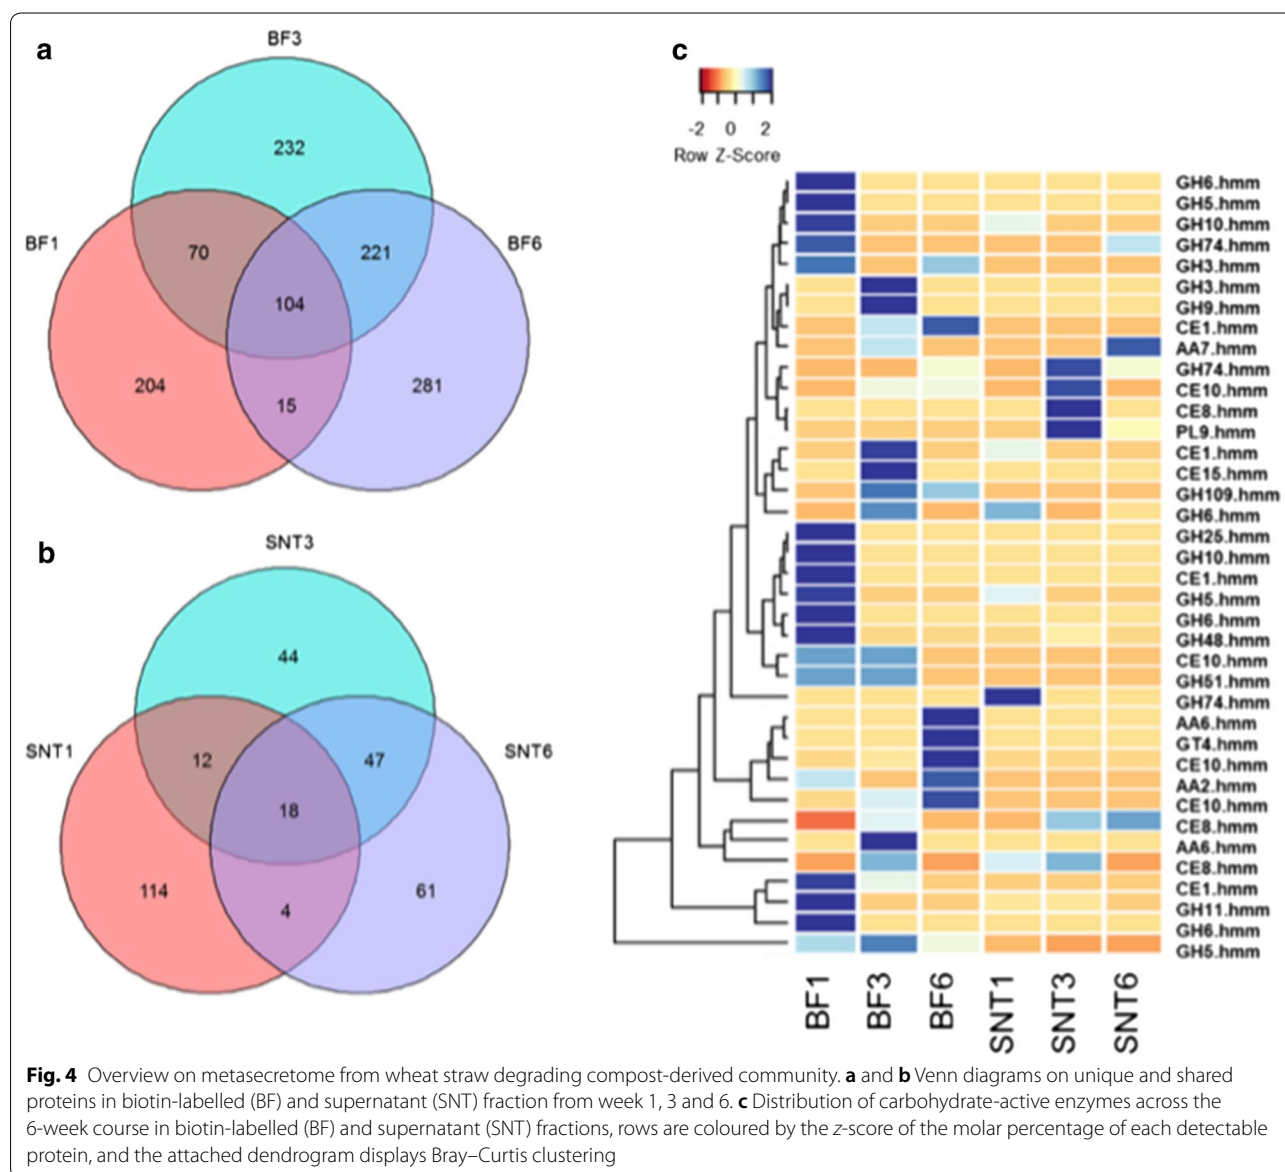 a
BF3
232
BF1
BF6
70
221
104
204
281
15
b
SNT3
44
SNT1
SNT6
12
47
18
114
61
4
c
-2 0 2
Row Z-Score
GH6.hmm
GH5.hmm
GH10.hmm
GH74.hmm
GH3.hmm
GH3.hmm
GH9.hmm
CE1.hmm
AA7.hmm
GH74.hmm
CE10.hmm
CE8.hmm
PL9.hmm
CE1.hmm
CE15.hmm
GH109.hmm
GH6.hmm
GH25.hmm
GH10.hmm
CE1.hmm
GH5.hmm
GH6.hmm
GH48.hmm
CE10.hmm
GH51.hmm
GH74.hmm
AA6.hmm
GT4.hmm
CE10.hmm
AA2.hmm
CE10.hmm
CE8.hmm
AA6.hmm
CE8.hmm
CE1.hmm
GH11.hmm
GH6.hmm
GH5.hmm
BF1 BF3 BF6 SNT1 SNT3 SNT6
Fig. 4 Overview on metasecretome from wheat straw degrading compost-derived community. a and b Venn diagrams on unique and shared
proteins in biotin-labelled (BF) and supernatant (SNT) fraction from week 1, 3 and 6. c Distribution of carbohydrate-active enzymes across the
6-week course in biotin-labelled (BF) and supernatant (SNT) fractions, rows are coloured by the z-score of the molar percentage of each detectable
protein, and the attached dendrogram displays Bray–Curtis clustering